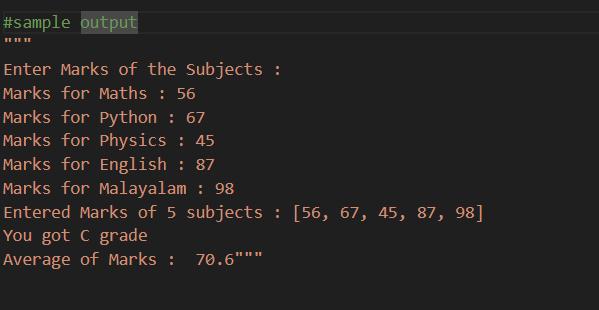 #sample output
"""
Enter Marks of the Subjects :
Marks for Maths : 56
Marks for Python : 67
Marks for Physics : 45
Marks for English : 87
Marks for Malayalam : 98
Entered Marks of 5 subjects : [56, 67, 45, 87, 98]
You got C grade
Average of Marks :  70.6"""